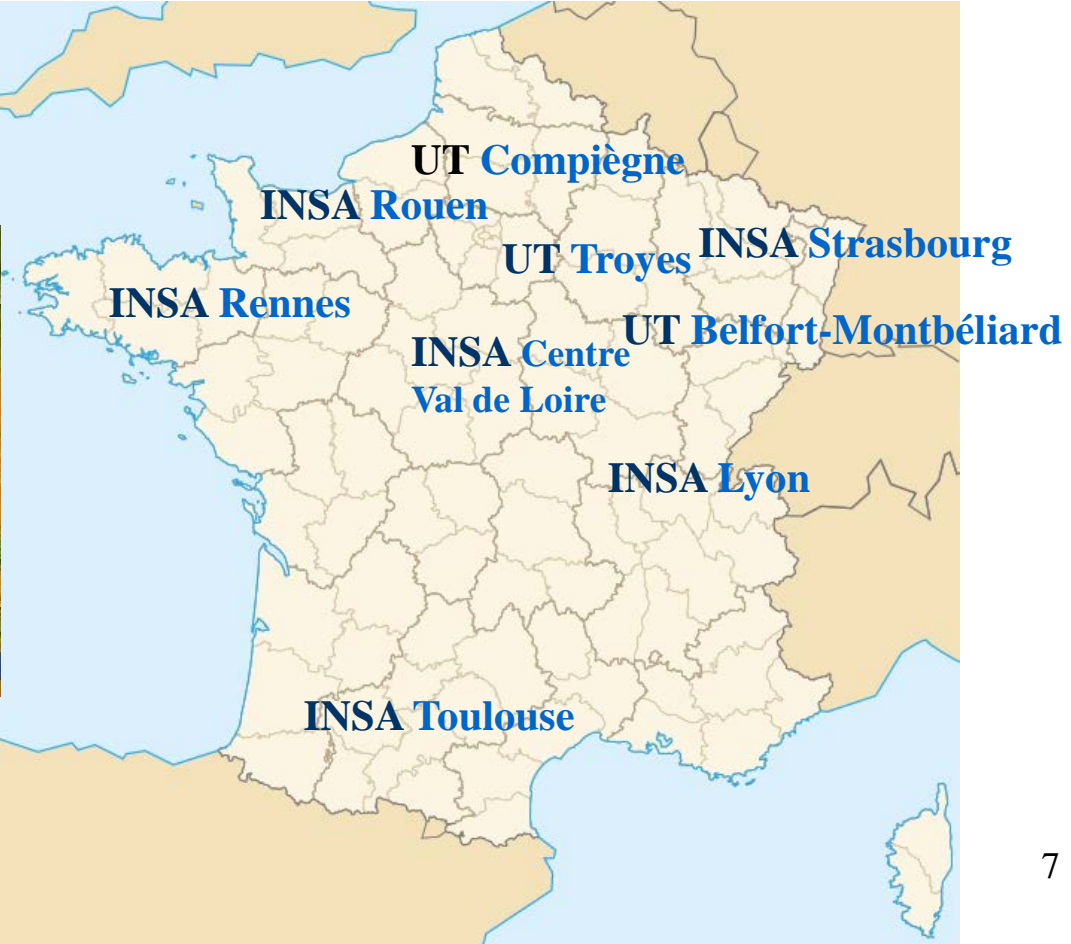 UT Compiègne
INSA Rouen
UT Troyes
INSA Strasbourg
INSA Rennes
UT Belfort-Montbéliard
INSA Centre
Val de Loire
INSA Lyon
INSA Toulouse
7